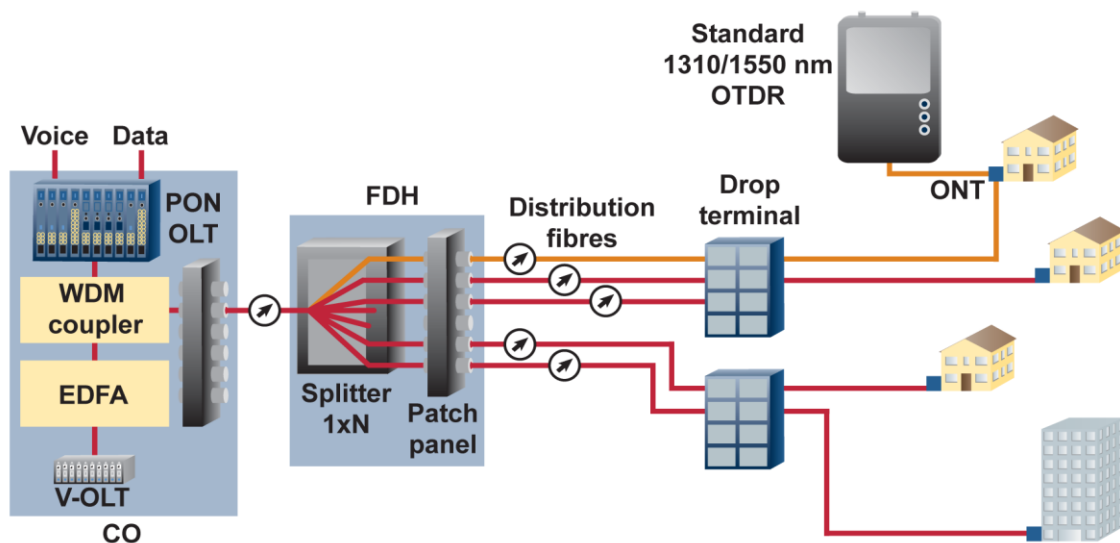 Standard
1310/1550 nm
OTDR
Voice
Data
PON
OLT
FDH
Distribution
fibres
Drop
terminal
ONT
WDM
coupler
EDFA
Splitter
1xN
Patch
panel
V-OLT
CO